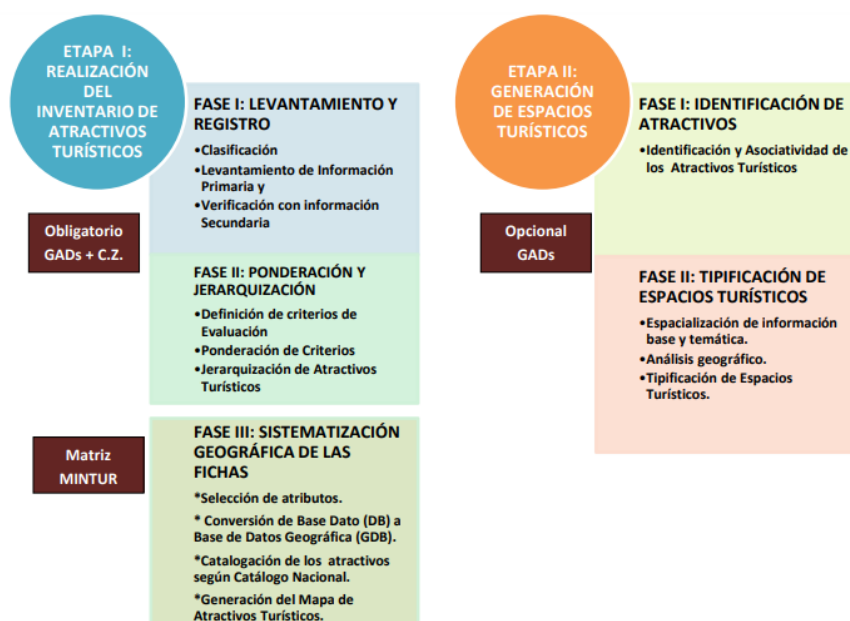 ETAPA I:
REALIZACIÓN
DEL
INVENTARIO DE
ATRACTIVOS
TURÍSTICOS
FASE I: LEVANTAMIENTO Y
REGISTRO
•Clasificación
•Levantamiento de Información
Primaria y
•Verificación con información
Secundaria
Obligatorio
GADs + C.Z.
FASE II: PONDERACIÓN Y
JERARQUIZACIÓN
•Definición de criterios de
Evaluación
•Ponderación de Criterios
•Jerarquización de Atractivos
Turísticos
Matriz
MINTUR
FASE III: SISTEMATIZACIÓN
GEOGRÁFICA DE LAS
FICHAS
*Selección de atributos.
* Conversión de Base Dato (DB) a
Base de Datos Geográfica (GDB).
*Catalogación de los atractivos
según Catálogo Nacional.
*Generación del Mapa de
Atractivos Turísticos.
ETAPA II:
GENERACIÓN
DE ESPACIOS
TURÍSTICOS
FASE I: IDENTIFICACIÓN DE
ATRACTIVOS
•Identificación y Asociatividad de
los Atractivos Turísticos
Opcional
GADs
FASE II: TIPIFICACIÓN DE
ESPACIOS TURÍSTICOS
•Espacialización de información
base y temática.
•Análisis geográfico.
•Tipificación de Espacios
Turísticos.